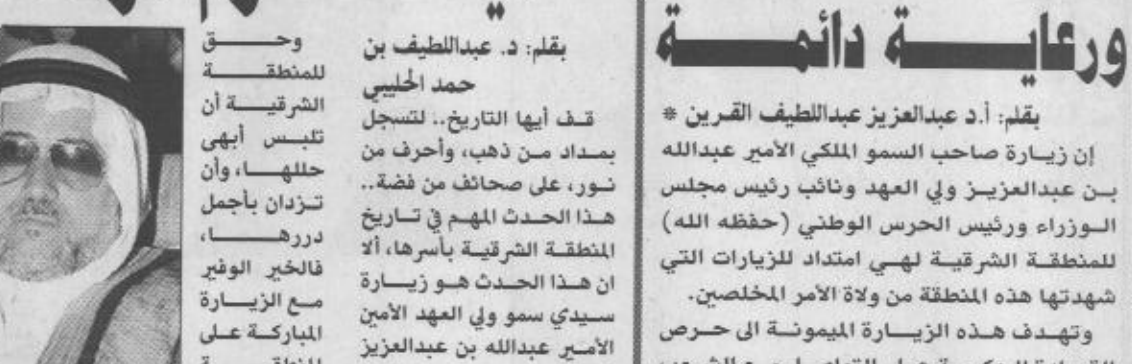 ورعاية دائمة
بقلم: أ.د عبدالعزيز عبداللطيف القرين *
إن زيارة صاحب السمو الملكي الأمير عبدالله
بن عبدالعزيز ولي العهد ونائب رئيس مجلس
الوزراء ورئيس الحرس الوطني (حفظه الله)
للمنطقة الشرقية لهي امتداد للزيارات التي
شهدتها هذه المنطقة من ولاة الأمر المخلصين.
وتهدف هذه الزيارة الميمونة الى حرص
بقلم: د. عبداللطيف بن
حمد الحليبي
قف أيها التاريخ.. لتسجل
بمداد من ذهب، وأحرف من
نور، على صحائف من فضة..
هذا الحدث المهم في تاريخ
المنطقة الشرقية بأسرها، ألا
ان هذا الحدث هو زيارة
سيدي سمو ولي العهد الأمين
الأمير عبدالله بن عبدالعزيز
وحق
للمنطقة
الشرقية أن
تلبس أبهى
حللها، وأن
تزدان بأجمل
دررها،
فالخير الوفير
مع الزيارة
المباركة على